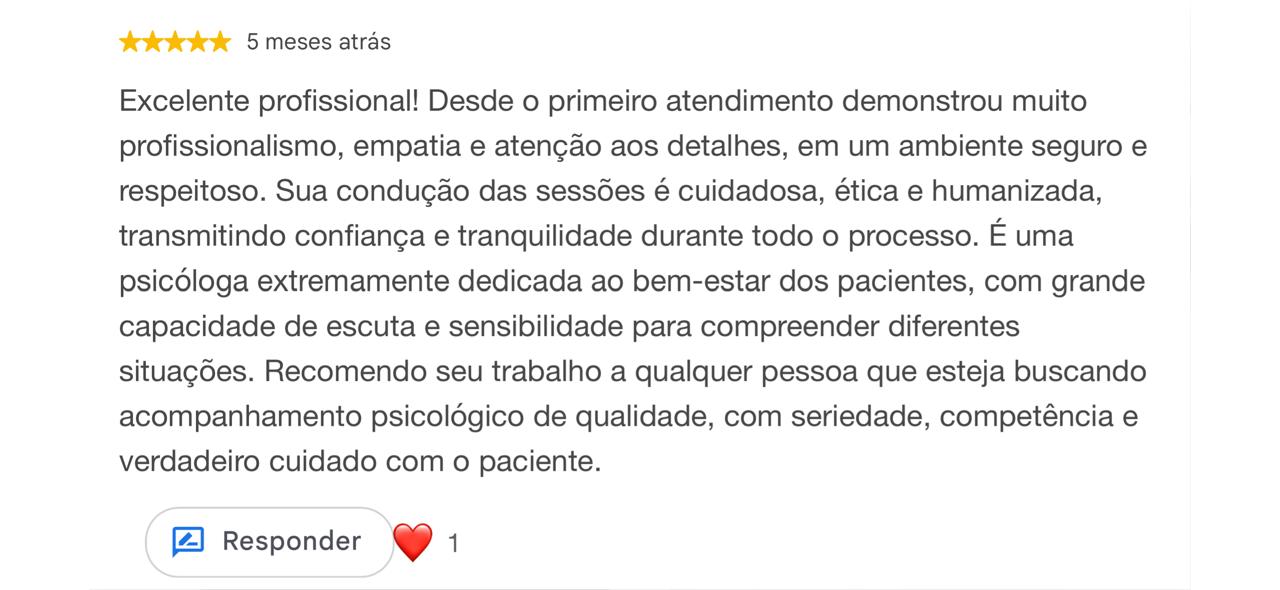 ★★★★★ 5 meses atrás
Excelente profissional! Desde o primeiro atendimento demonstrou muito
profissionalismo, empatia e atenção aos detalhes, em um ambiente seguro e
respeitoso. Sua condução das sessões é cuidadosa, ética e humanizada,
transmitindo confiança e tranquilidade durante todo o processo. É uma
psicóloga extremamente dedicada ao bem-estar dos pacientes, com grande
capacidade de escuta e sensibilidade para compreender diferentes
situações. Recomendo seu trabalho a qualquer pessoa que esteja buscando
acompanhamento psicológico de qualidade, com seriedade, competência e
verdadeiro cuidado com o paciente.
Responder ❤️ 1